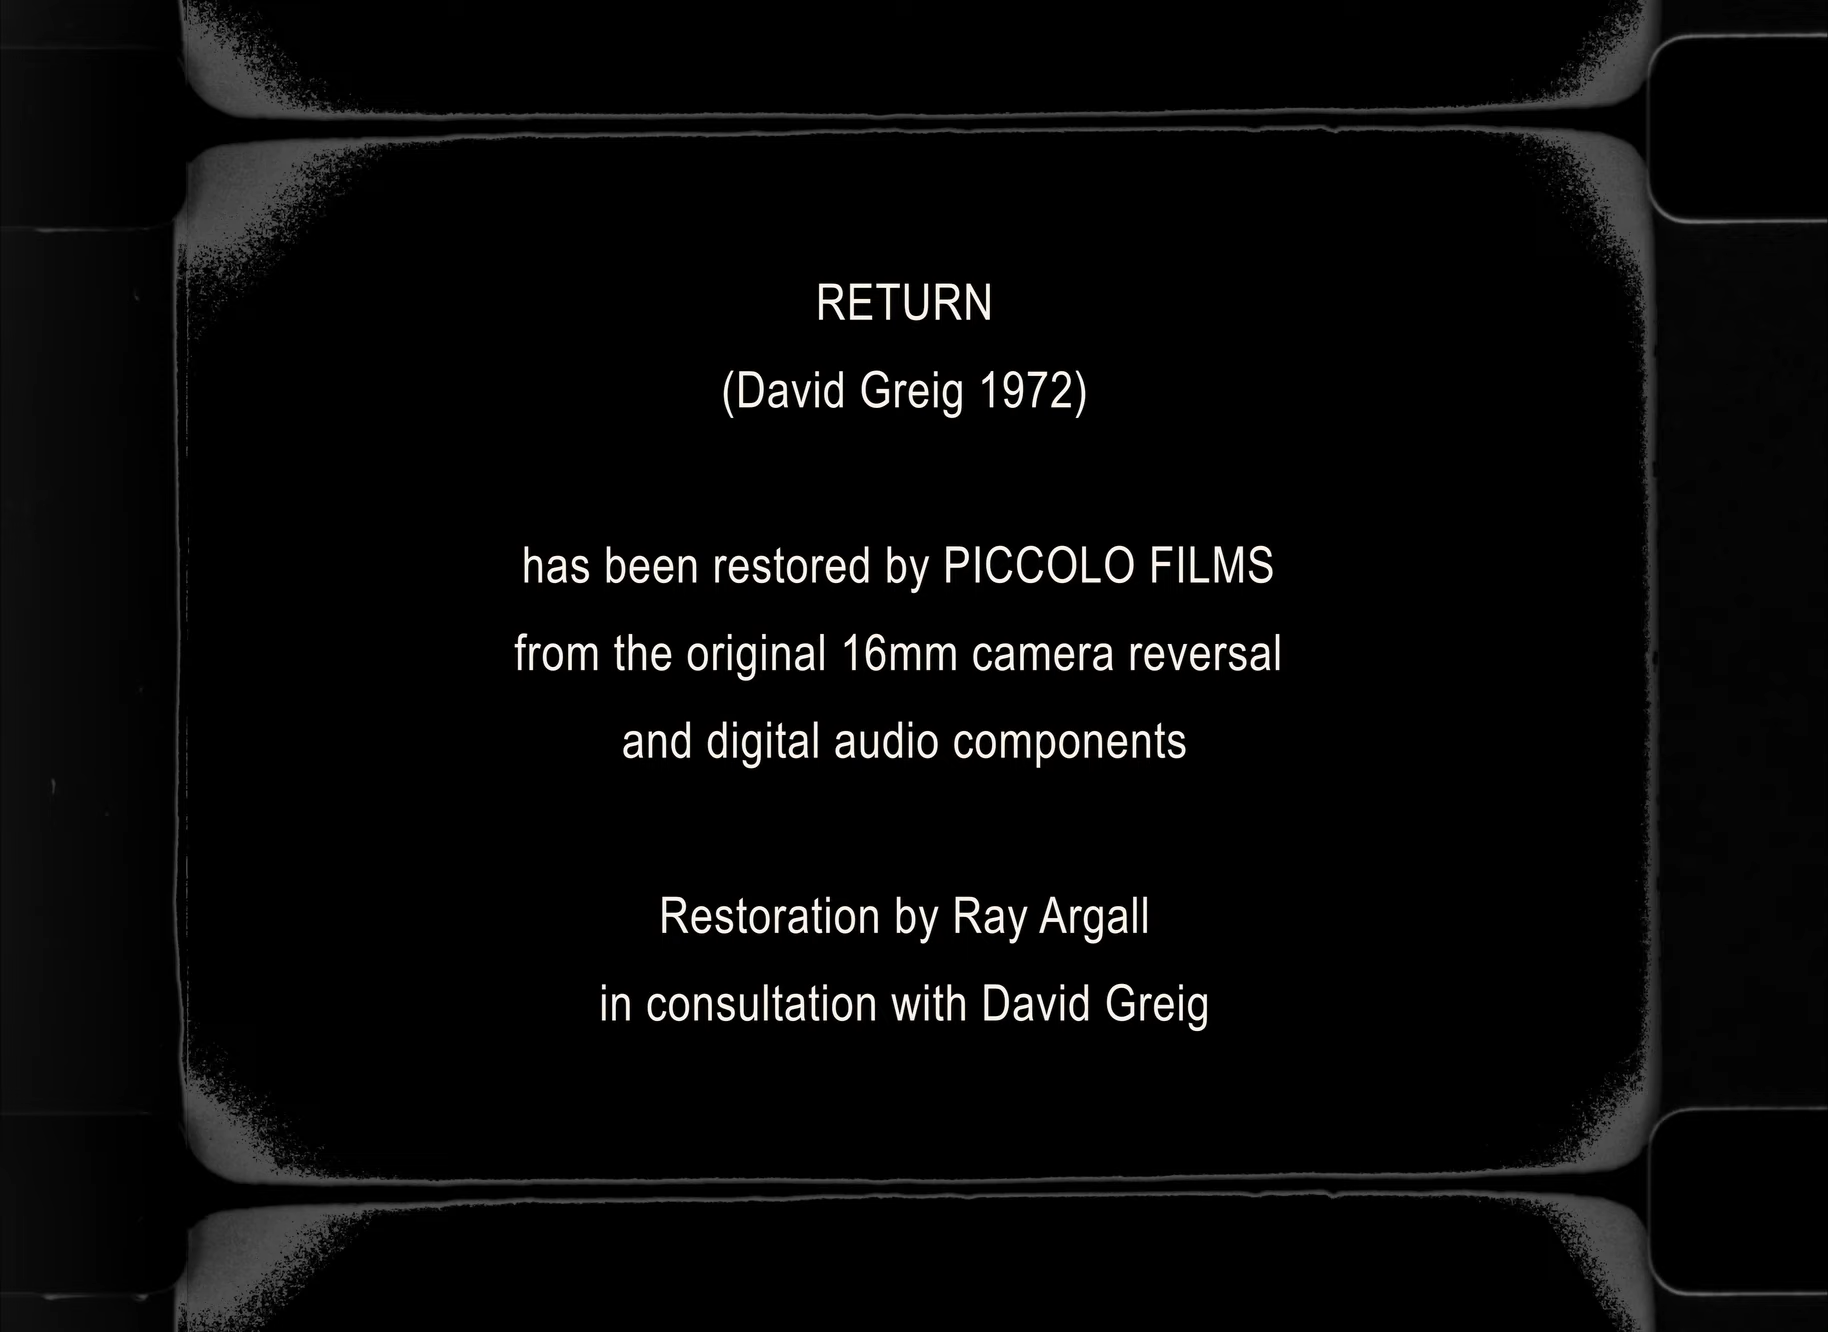 RETURN
(David Greig 1972)
has been restored by PICCOLO FILMS
from the original 16mm camera reversal
and digital audio components
Restoration by Ray Argall
in consultation with David Greig